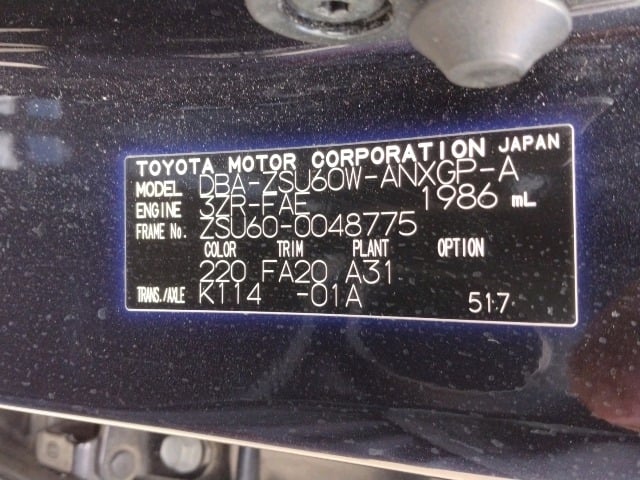 TOYOTA MOTOR CORPORATION JAPAN
MODEL DBA-ZSU60W-ANXGP-A
ENGINE 3ZR-FAE 1986 mL
FRAME No. ZSU60-0048775
COLOR TRIM PLANT OPTION
220 FA20 A31
TRANS./AXLE K114 -01A 517